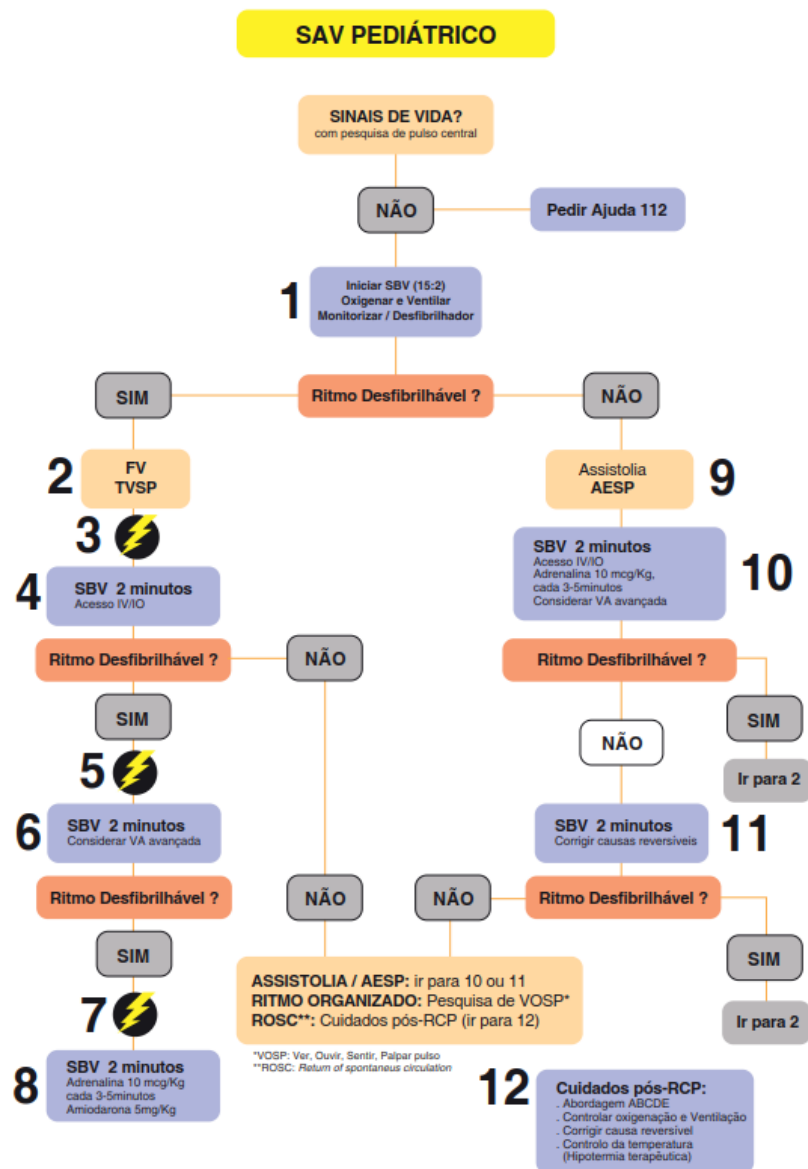 SAV PEDIÁTRICO
SINAIS DE VIDA?
com pesquisa de pulso central
NÃO
Pedir Ajuda 112
1
Iniciar SBV (15:2)
Oxigenar e Ventilar
Monitorizar / Desfibrilhador
SIM
Ritmo Desfibrilhável ?
NÃO
2
FV
TVSP
Assistolia
AESP
9
3
4
SBV 2 minutos
Acesso IV/IO
SBV 2 minutos
Acesso IV/IO
Adrenalina 10 mcg/Kg,
cada 3-5minutos
Considerar VA avançada
10
Ritmo Desfibrilhável ?
NÃO
Ritmo Desfibrilhável ?
SIM
NÃO
SIM
5
Ir para 2
6
SBV 2 minutos
Considerar VA avançada
SBV 2 minutos
Corrigir causas reversíveis
11
Ritmo Desfibrilhável ?
NÃO
NÃO
Ritmo Desfibrilhável ?
SIM
SIM
7
ASSISTOLIA / AESP: ir para 10 ou 11
RITMO ORGANIZADO: Pesquisa de VOSP*
ROSC**: Cuidados pós-RCP (ir para 12)
Ir para 2
*VOSP: Ver, Ouvir, Sentir, Palpar pulso
**ROSC: Return of spontaneus circulation
8
SBV 2 minutos
Adrenalina 10 mcg/Kg
cada 3-5minutos
Amiodarona 5mg/Kg
12
Cuidados pós-RCP:
. Abordagem ABCDE
. Controlar oxigenação e Ventilação
. Corrigir causa reversível
. Controlo da temperatura
(Hipotermia terapêutica)